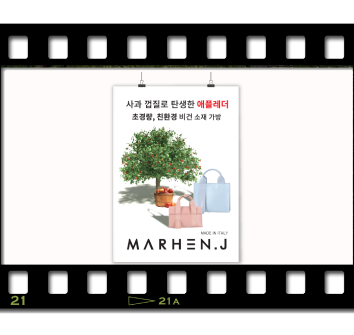 사과 껍질로 탄생한 애플레더
초경량, 친환경 비건 소재 가방
MADE IN ITALY
MARHEN.J
21
21A